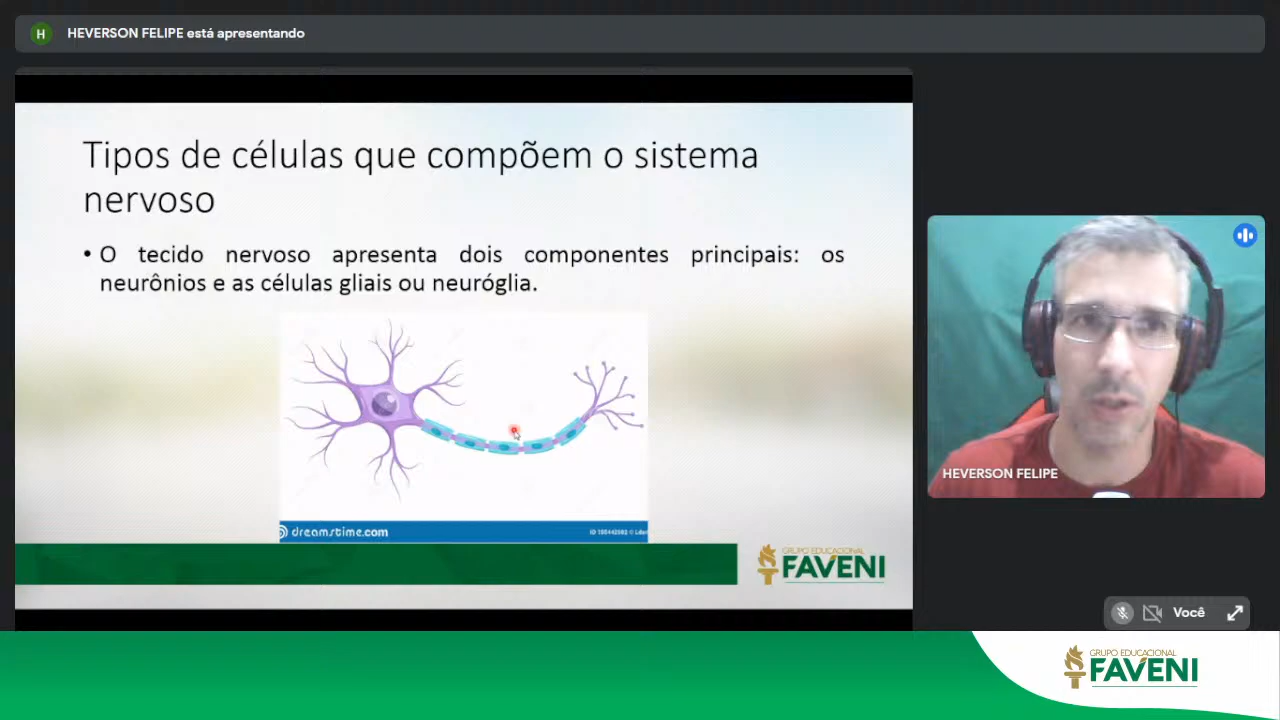 H
HEVERSON FELIPE está apresentando
Tipos de células que compõem o sistema
nervoso
• O tecido nervoso apresenta dois componentes principais: os
neurônios e as células gliais ou neuróglia.
dreamstime.com
GRUPO EDUCACIONAL
FAVENI
HEVERSON FELIPE
Você
GRUPO EDUCACIONAL
FAVENI